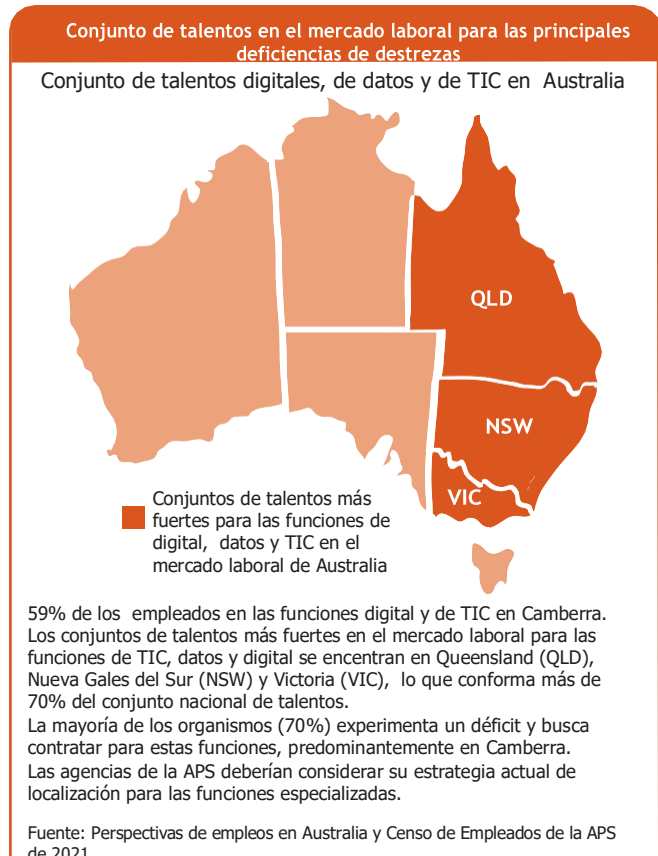 Conjunto de talentos en el mercado laboral para las principales
deficiencias de destrezas
Conjunto de talentos digitales, de datos y de TIC en Australia
QLD
NSW
VIC
Conjuntos de talentos más
fuertes para las funciones de
digital, datos y TIC en el
mercado laboral de Australia
59% de los empleados en las funciones digital y de TIC en Camberra.
Los conjuntos de talentos más fuertes en el mercado laboral para las
funciones de TIC, datos y digital se encentran en Queensland (QLD),
Nueva Gales del Sur (NSW) y Victoria (VIC), lo que conforma más de
70% del conjunto nacional de talentos.
La mayoría de los organismos (70%) experimenta un déficit y busca
contratar para estas funciones, predominantemente en Camberra.
Las agencias de la APS deberían considerar su estrategia actual de
localización para las funciones especializadas.
Fuente: Perspectivas de empleos en Australia y Censo de Empleados de la APS
de 2021